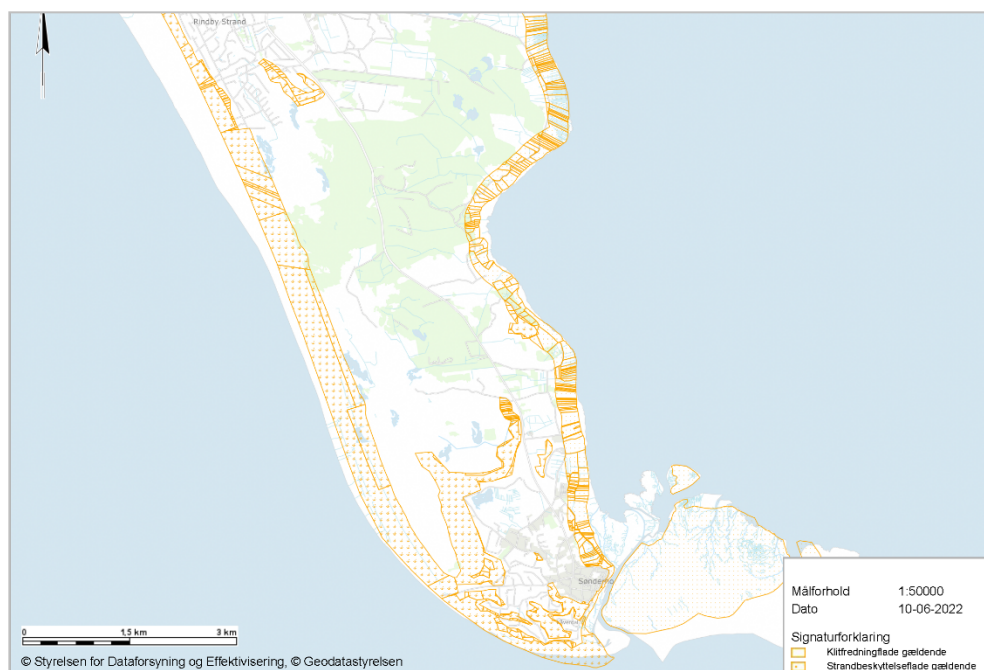 Rindby Strand
Sønderho
0
1,5 km
3 km
© Styrelsen for Dataforsyning og Effektivisering, © Geodatastyrelsen
Målforhold 1:50000
Dato 10-06-2022
Signaturforklaring
Klitfredningflade gældende
Strandbeskyttelseflade gældende